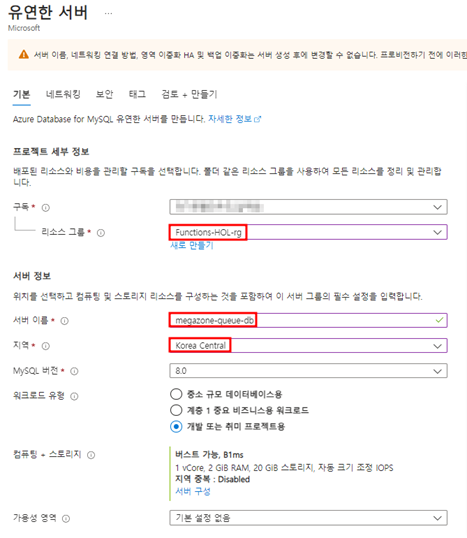 유연한 서버
Microsoft
서버 이름, 네트워킹 연결 방법, 영역 이중화 HA 및 백업 이중화는 서버 생성 후에 변경할 수 없습니다. 프로비전하기 전에 이러한
기본 네트워킹 보안 태그 검토 + 만들기
Azure Database for MySQL 유연한 서버를 만듭니다. 자세한 정보
프로젝트 세부 정보
배포된 리소스와 비용을 관리할 구독을 선택합니다. 폴더 같은 리소스 그룹을 사용하여 모든 리소스를 정리 및 관리합
니다.
구독 *
리소스 그룹 * Functions-HOL-rg
새로 만들기
서버 정보
위치를 선택하고 컴퓨팅 및 스토리지 리소스를 구성하는 것을 포함하여 이 서버 그룹의 필수 설정을 입력합니다.
서버 이름 * megazone-queue-db
지역 * Korea Central
MySQL 버전 * 8.0
워크로드 유형 중소 규모 데이터베이스용
계층 1 중요 비즈니스용 워크로드
개발 또는 취미 프로젝트용
컴퓨팅 + 스토리지 버스트 가능, B1ms
1 vCore, 2 GiB RAM, 20 GiB 스토리지, 자동 크기 조정 IOPS
지역 중복 : Disabled
서버 구성
가용성 영역 기본 설정 없음